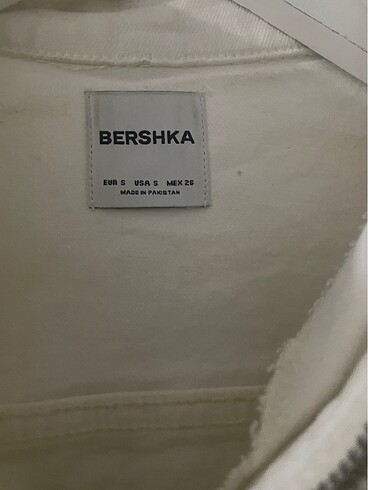 BERSHKA
EUR S USA S MEX 26
MADE IN PAKISTAN